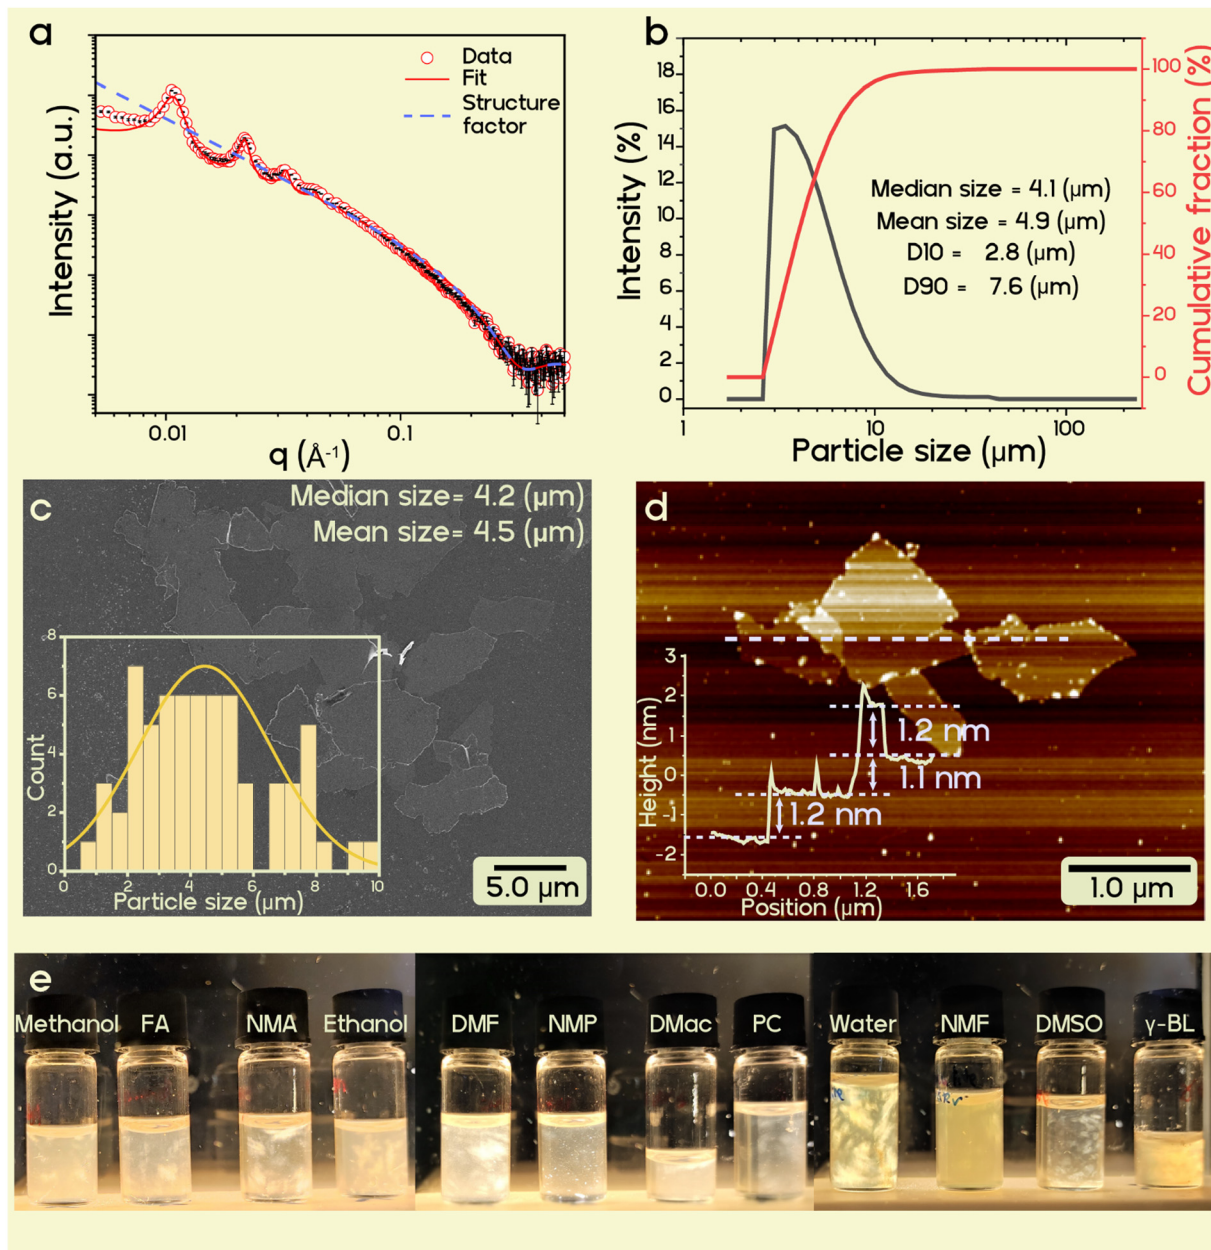 a
Data
Fit
Structure
factor
Intensity (a.u.)
0.01
0.1
q (Å-1)
b
18
16
14
12
10
8
6
4
2
0
Intensity (%)
100
80
60
40
20
0
Cumulative fraction (%)
Median size = 4.1 (μm)
Mean size = 4.9 (μm)
D10 = 2.8 (μm)
D90 = 7.6 (μm)
1
10
100
Particle size (μm)
c
Median size= 4.2 (μm)
Mean size= 4.5 (μm)
8
6
4
2
0
Count
0
2
4
6
8
10
Particle size (μm)
5.0 μm
d
3
2
1
0
-1
-2
Height (nm)
1.2 nm
1.1 nm
1.2 nm
0.0
0.4
0.8
1.2
1.6
Position (μm)
1.0 μm
e
Methanol
FA
NMA
Ethanol
DMF
NMP
DMac
PC
Water
NMF
DMSO
γ-BL